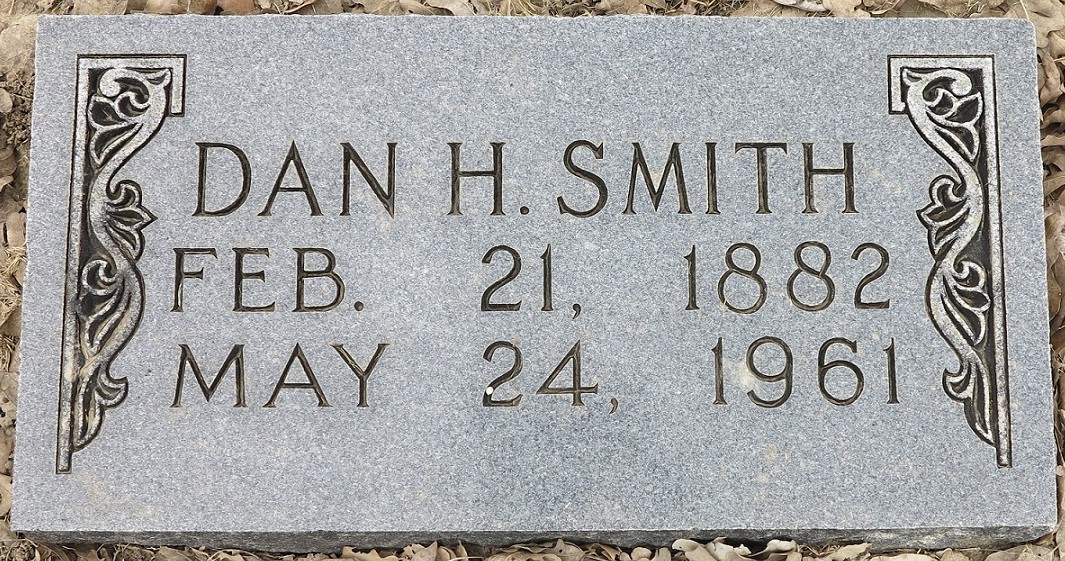 DAN H. SMITH
FEB. 21, 1882
MAY 24, 1961